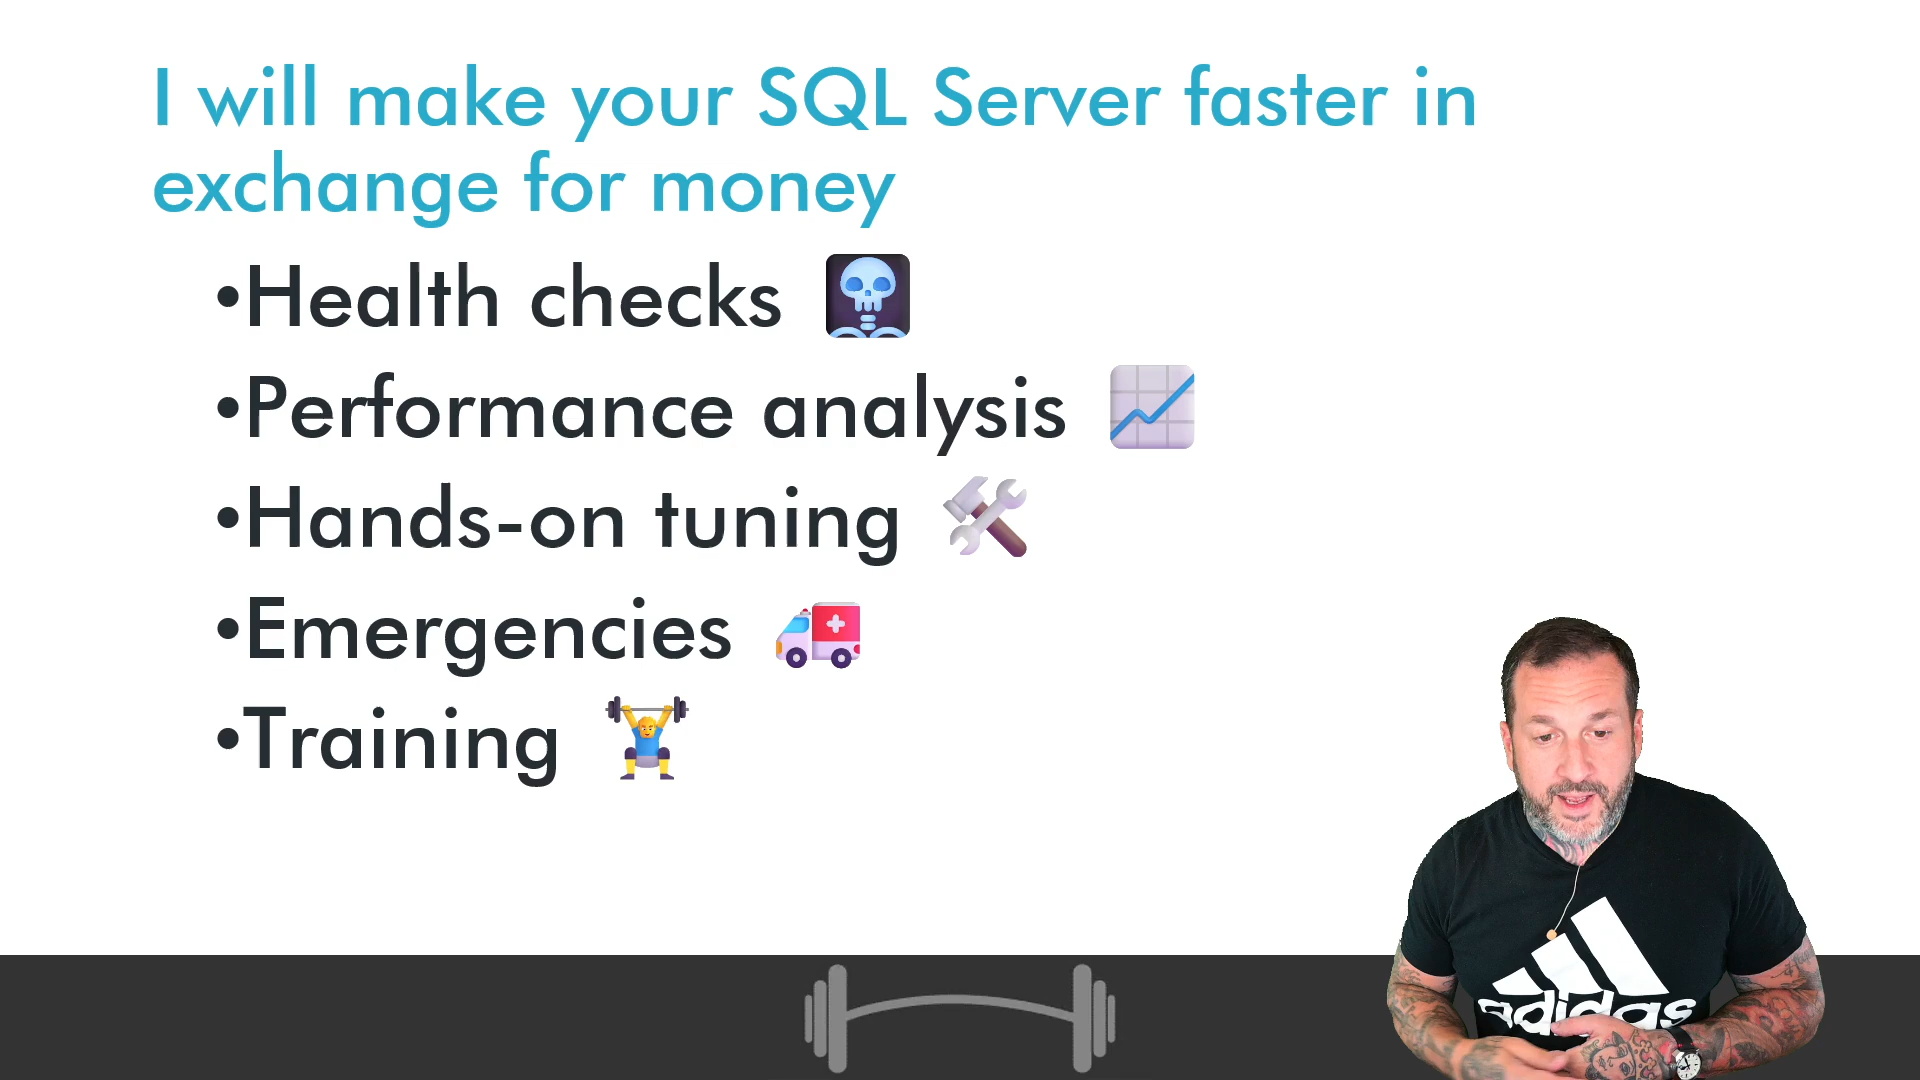 I will make your SQL Server faster in
exchange for money
•Health checks
•Performance analysis
•Hands-on tuning
•Emergencies
•Training
adidas